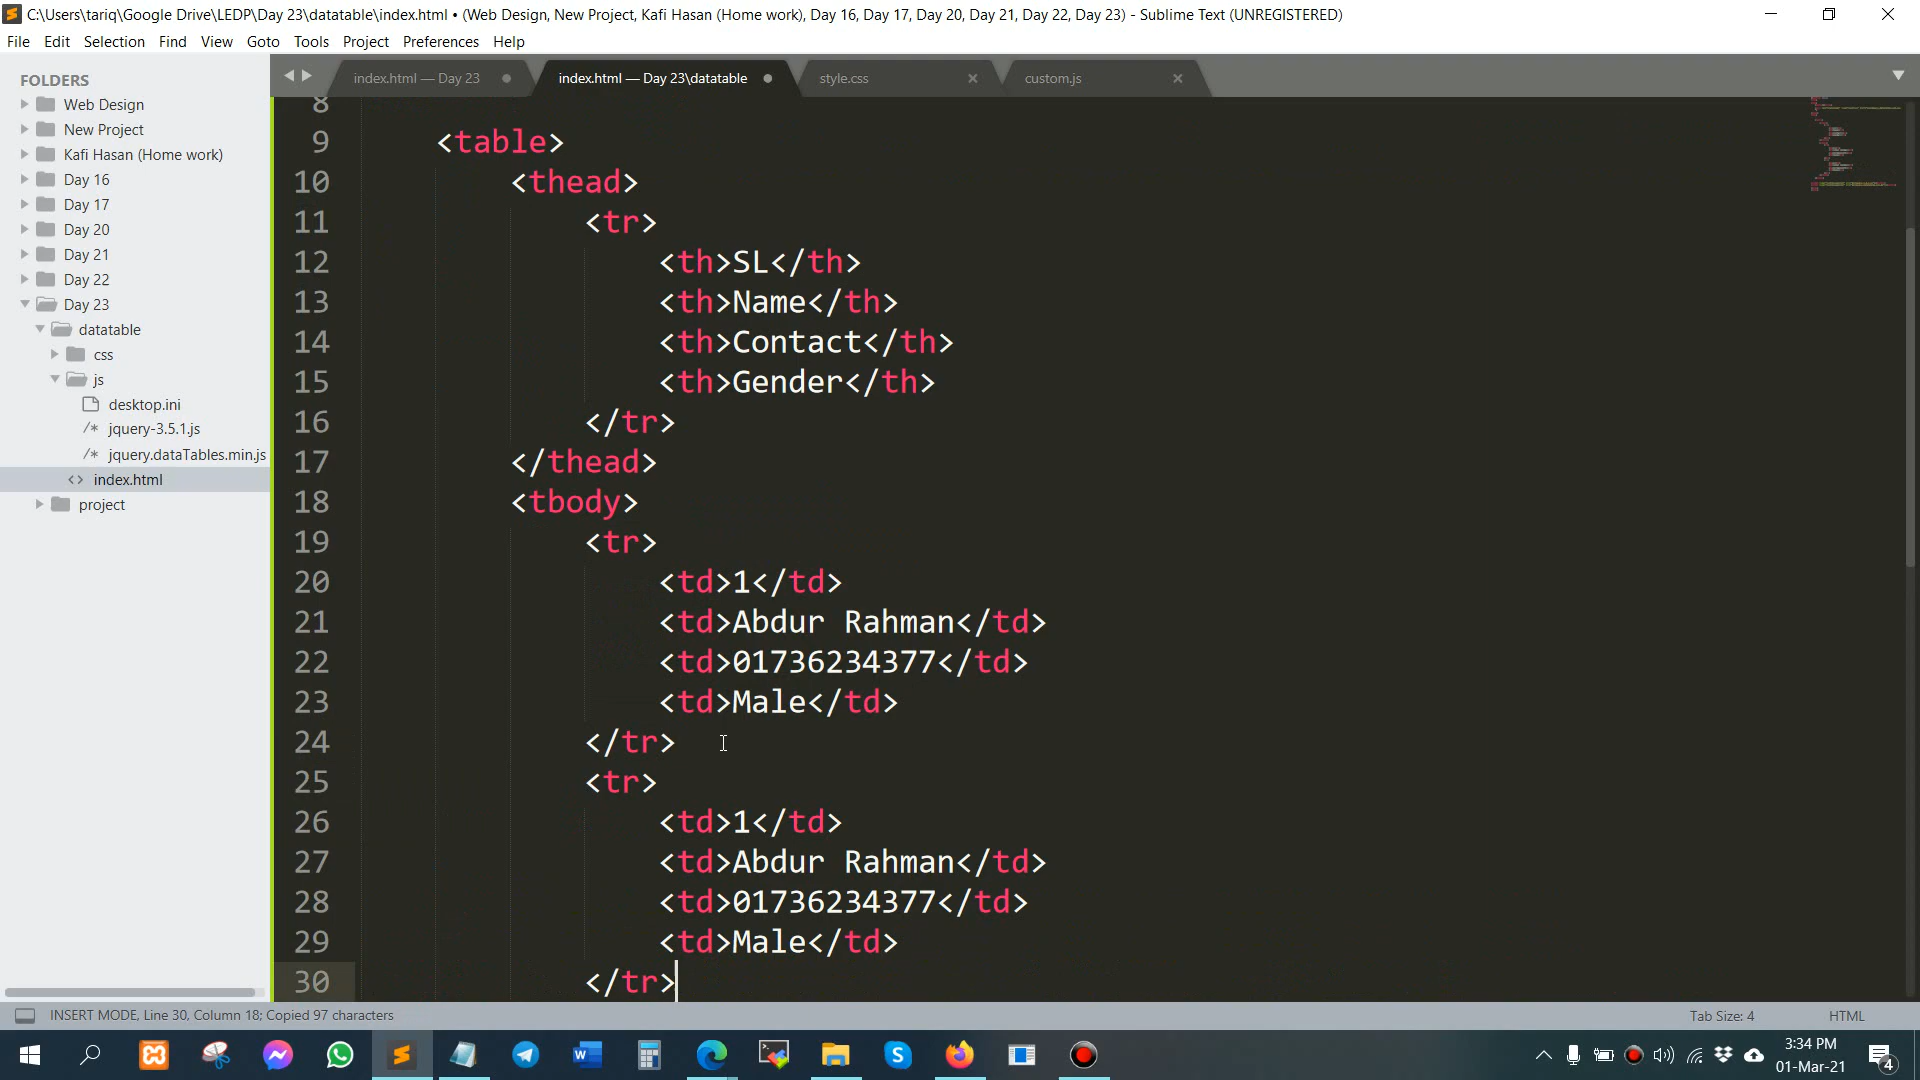 C:\Users\tariq\Google Drive\LEDP\Day 23\datatable\index.html • (Web Design, New Project, Kafi Hasan (Home work), Day 16, Day 17, Day 20, Day 21, Day 22, Day 23) - Sublime Text (UNREGISTERED)
File Edit Selection Find View Goto Tools Project Preferences Help
FOLDERS
Web Design
New Project
Kafi Hasan (Home work)
Day 16
Day 17
Day 20
Day 21
Day 22
Day 23
datatable
css
js
desktop.ini
/* jquery-3.5.1.js
/* jquery.dataTables.min.js
<> index.html
project
index.html — Day 23
index.html — Day 23\datatable
style.css
custom.js
8
9 <table>
10 <thead>
11 <tr>
12 <th>SL</th>
13 <th>Name</th>
14 <th>Contact</th>
15 <th>Gender</th>
16 </tr>
17 </thead>
18 <tbody>
19 <tr>
20 <td>1</td>
21 <td>Abdur Rahman</td>
22 <td>01736234377</td>
23 <td>Male</td>
24 </tr>
25 <tr>
26 <td>1</td>
27 <td>Abdur Rahman</td>
28 <td>01736234377</td>
29 <td>Male</td>
30 </tr>
INSERT MODE, Line 30, Column 18; Copied 97 characters
Tab Size: 4
HTML
3:34 PM
01-Mar-21
4